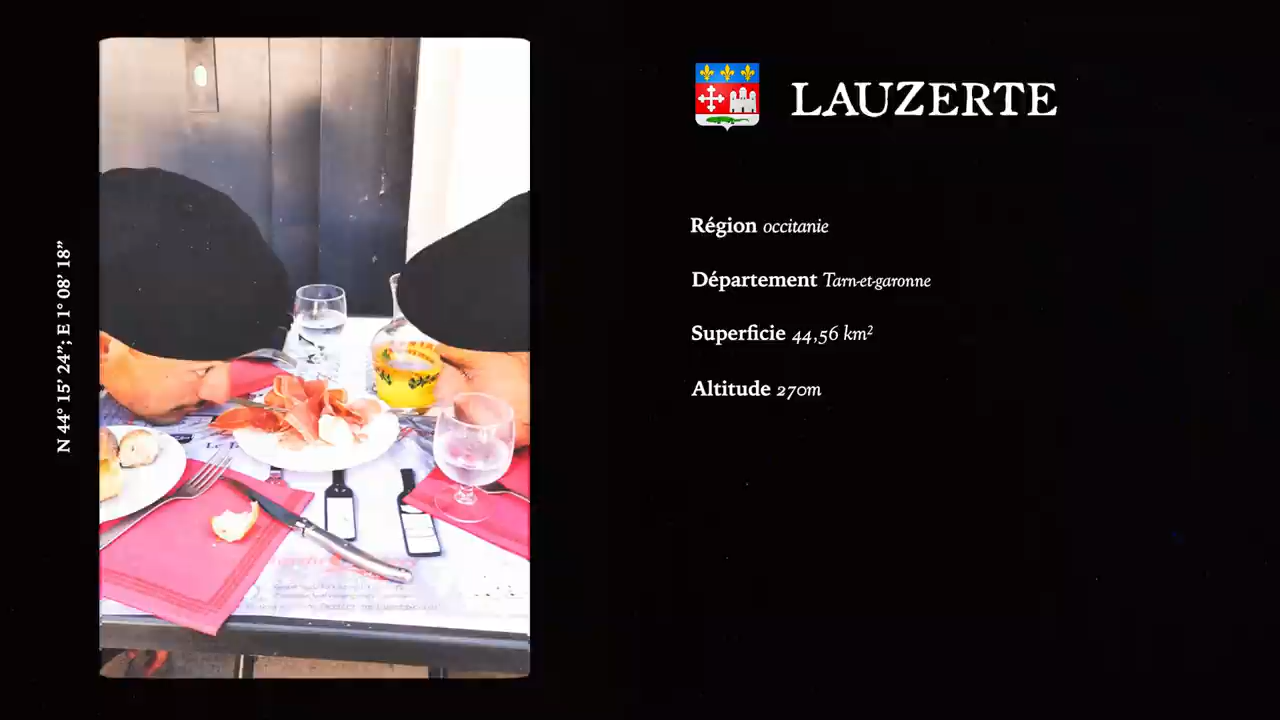 N 44° 15’ 24”; E 1° 08’ 18”
LAUZERTE
Région occitanie
Département Tarn-et-garonne
Superficie 44,56 km²
Altitude 270m